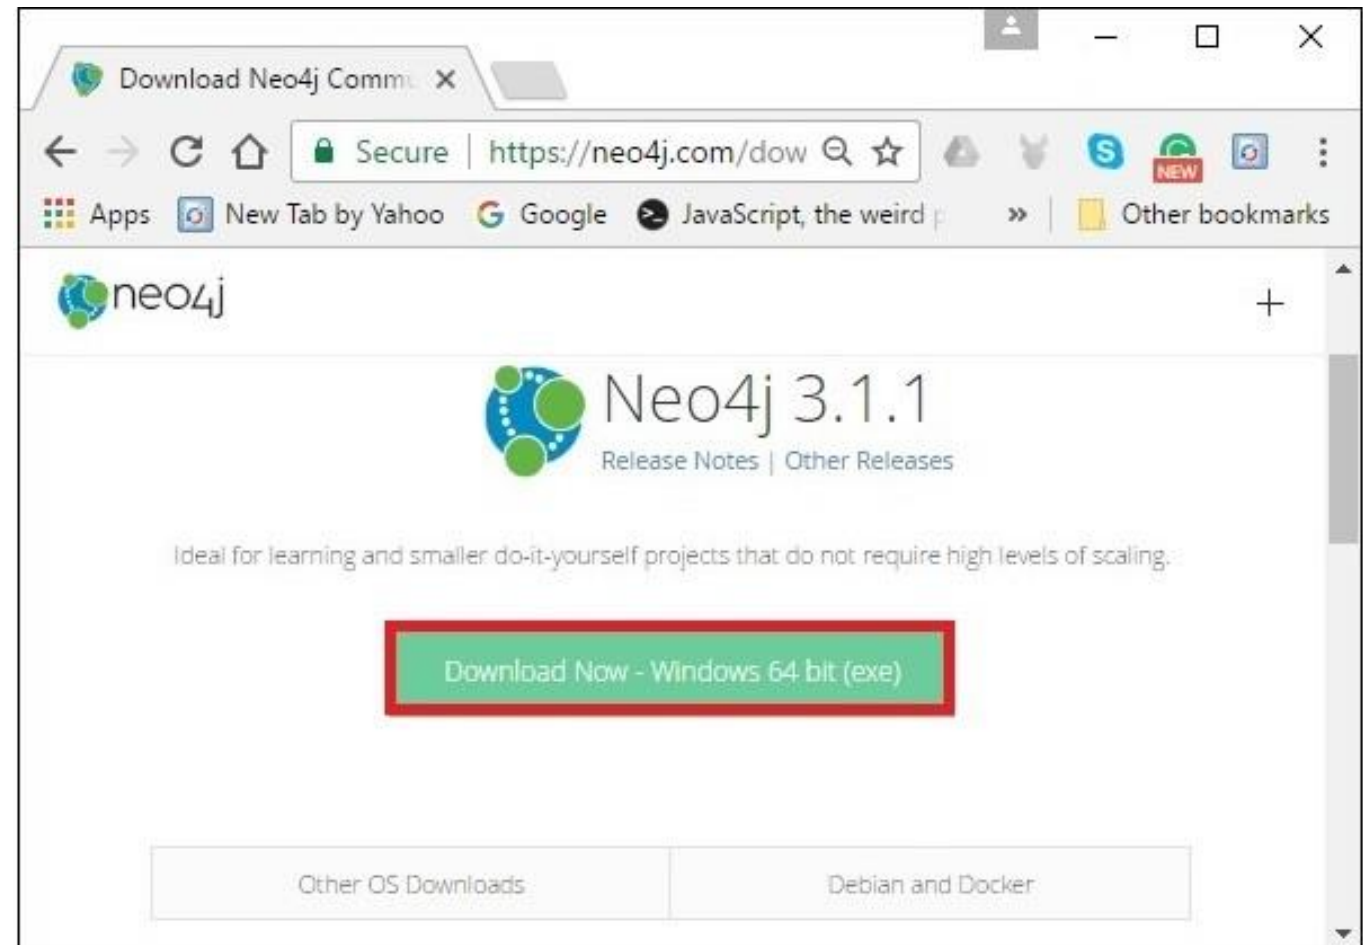 Download Neo4j Comm
Secure | https://neo4j.com/dow
NEW
Apps New Tab by Yahoo Google JavaScript, the weird p » Other bookmarks
neo4j
Neo4j 3.1.1
Release Notes | Other Releases
Ideal for learning and smaller do-it-yourself projects that do not require high levels of scaling.
Download Now - Windows 64 bit (exe)
Other OS Downloads Debian and Docker